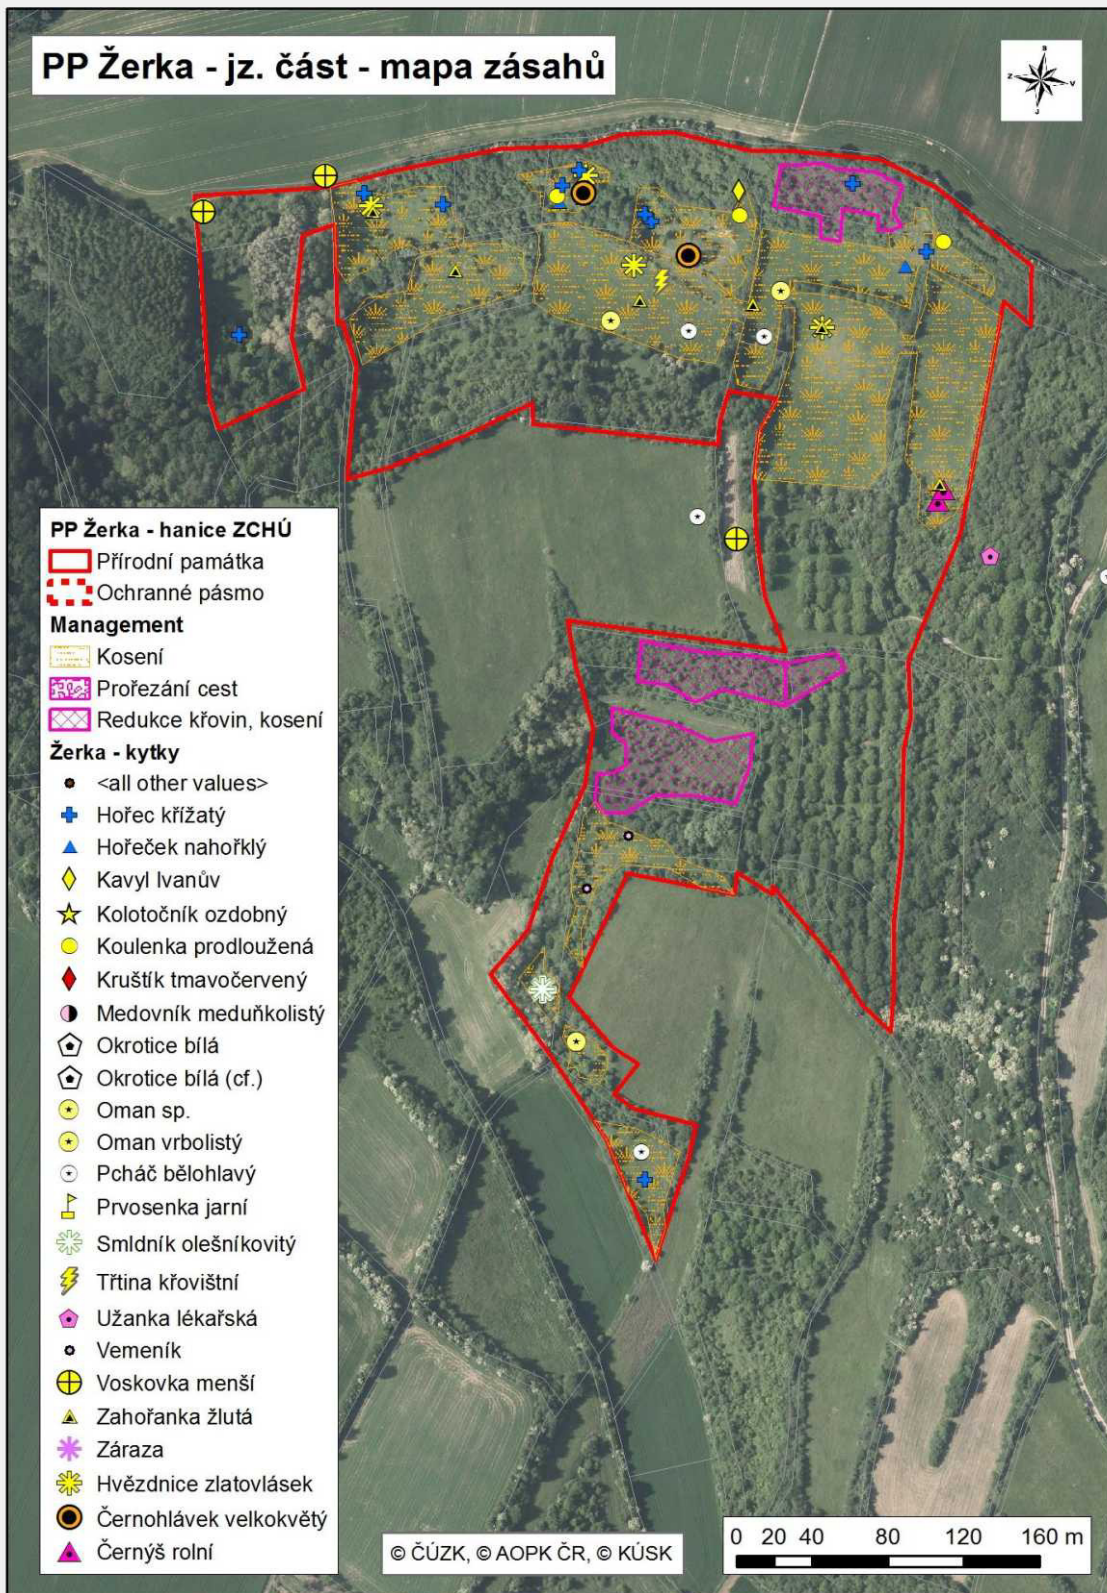 PP Žerka - jz. část - mapa zásahů
S
Z
V
J
PP Žerka - hanice ZCHÚ
Přírodní památka
Ochranné pásmo
Management
Kosení
Prořezání cest
Redukce křovin, kosení
Žerka - kytky
<all other values>
Hořec křížatý
Hořeček nahořklý
Kavyl Ivanův
Kolotočník ozdobný
Koulenka prodloužená
Kruštík tmavočervený
Medovník meduňkolistý
Okrotice bílá
Okrotice bílá (cf.)
Oman sp.
Oman vrbolistý
Pcháč bělohlavý
Prvosenka jarní
Smldník olešníkovitý
Třtina křovištní
Užanka lékařská
Vemeník
Voskovka menší
Zahořanka žlutá
Záraza
Hvězdnice zlatovlásek
Černohlávek velkokvětý
Černýš rolní
© ČÚZK, © AOPK ČR, © KÚSK
0 20 40 80 120 160 m